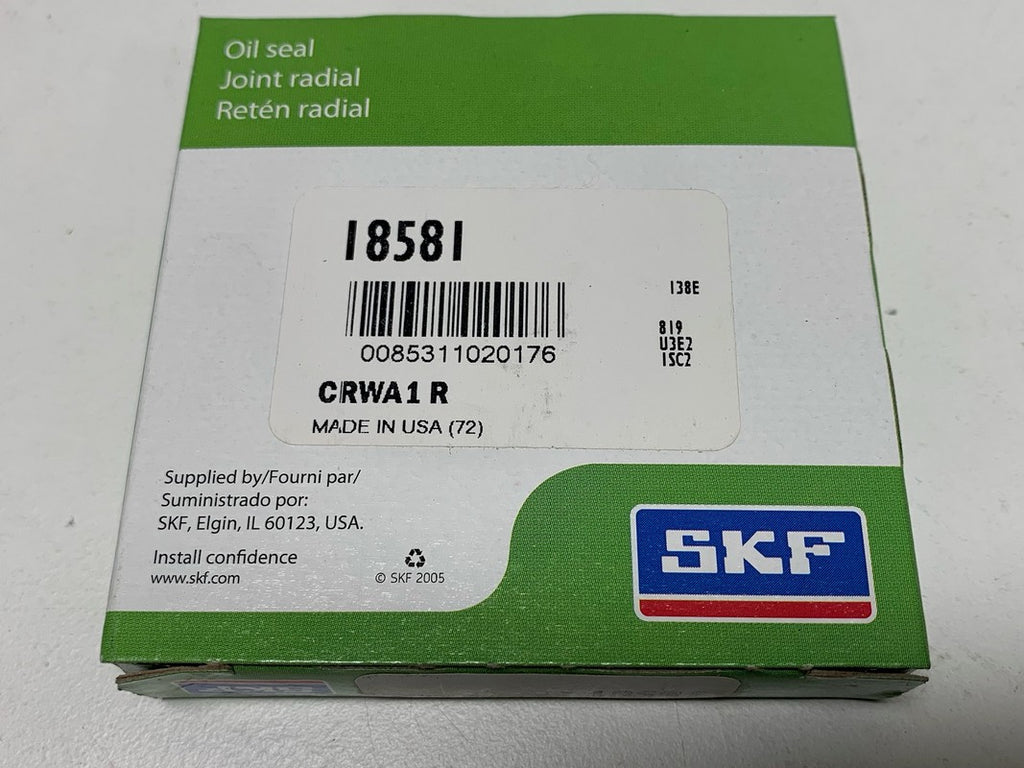 Oil seal
Joint radial
Retén radial
18581
138E
0085311020176
819
U3E2
1SC2
CRWA1 R
MADE IN USA (72)
Supplied by/Fourni par/
Suministrado por:
SKF, Elgin, IL 60123, USA.
Install confidence
www.skf.com
© SKF 2005
SKF
SKF